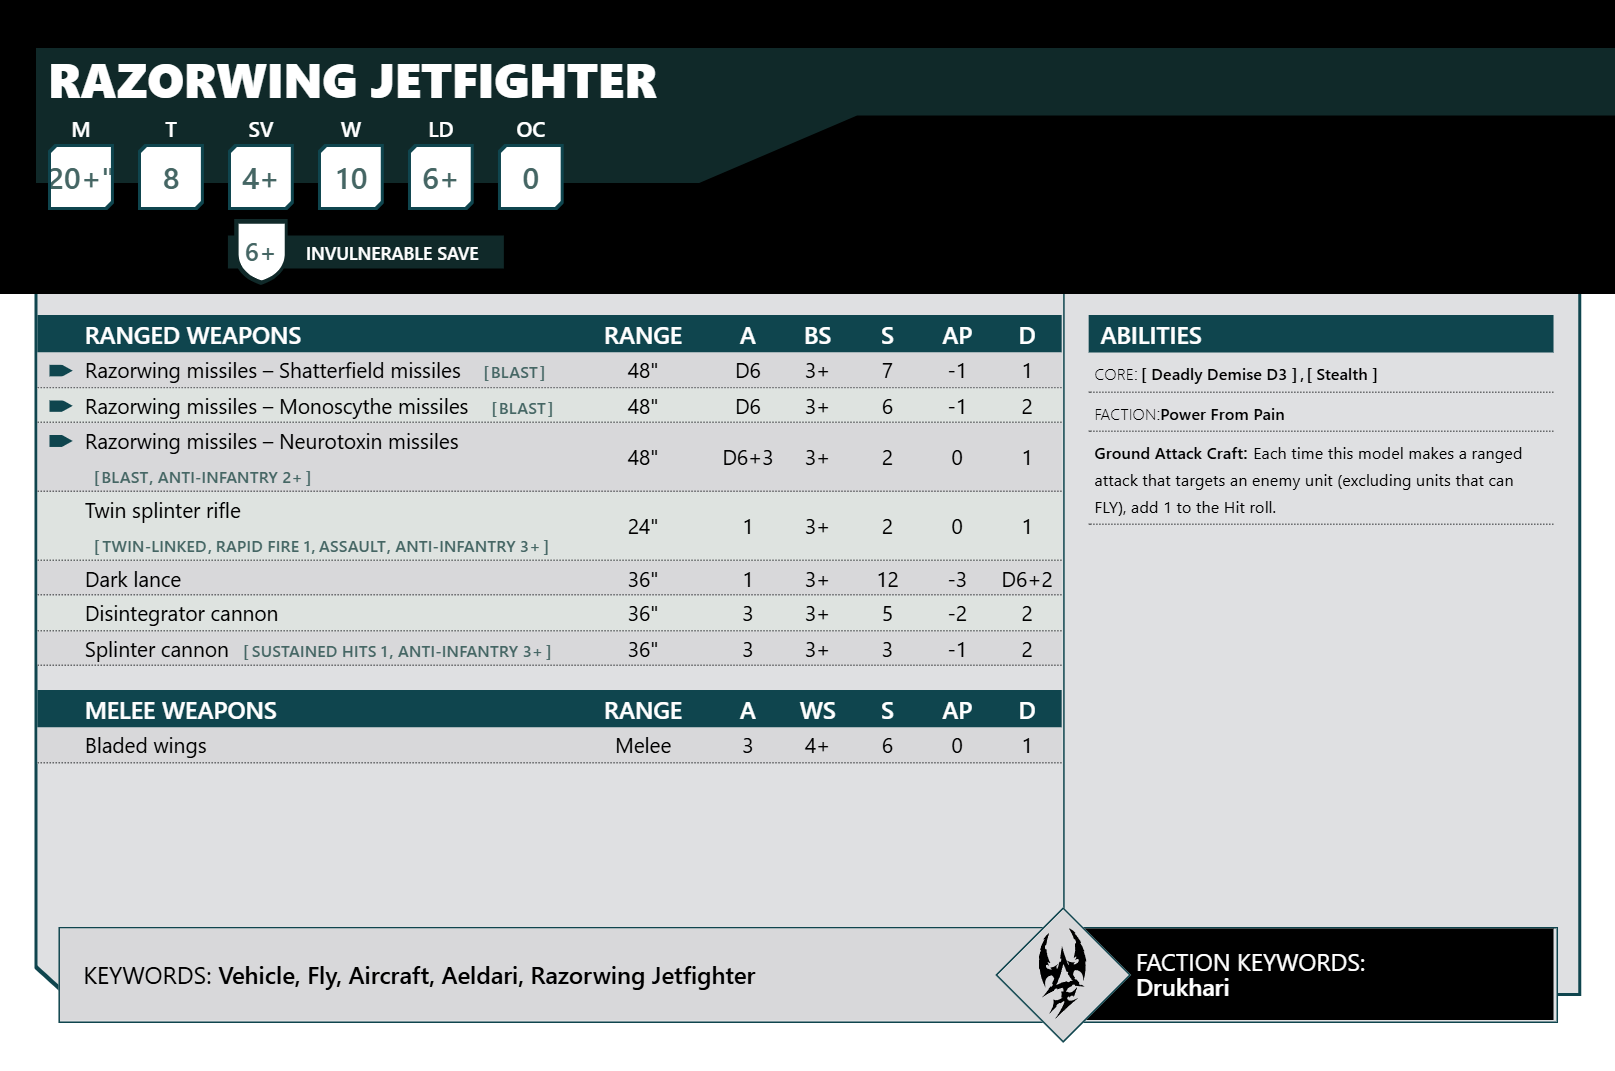 RAZORWING JETFIGHTER
M T SV W LD OC
20+" 8 4+ 10 6+ 0
6+ INVULNERABLE SAVE
RANGED WEAPONS RANGE A BS S AP D
Razorwing missiles – Shatterfield missiles [BLAST] 48" D6 3+ 7 -1 1
Razorwing missiles – Monoscythe missiles [BLAST] 48" D6 3+ 6 -1 2
Razorwing missiles – Neurotoxin missiles
[BLAST, ANTI-INFANTRY 2+] 48" D6+3 3+ 2 0 1
Twin splinter rifle
[TWIN-LINKED, RAPID FIRE 1, ASSAULT, ANTI-INFANTRY 3+] 24" 1 3+ 2 0 1
Dark lance 36" 1 3+ 12 -3 D6+2
Disintegrator cannon 36" 3 3+ 5 -2 2
Splinter cannon [SUSTAINED HITS 1, ANTI-INFANTRY 3+] 36" 3 3+ 3 -1 2
MELEE WEAPONS RANGE A WS S AP D
Bladed wings Melee 3 4+ 6 0 1
ABILITIES
CORE: [ Deadly Demise D3 ] , [ Stealth ]
FACTION:Power From Pain
Ground Attack Craft: Each time this model makes a ranged
attack that targets an enemy unit (excluding units that can
FLY), add 1 to the Hit roll.
KEYWORDS: Vehicle, Fly, Aircraft, Aeldari, Razorwing Jetfighter
FACTION KEYWORDS:
Drukhari